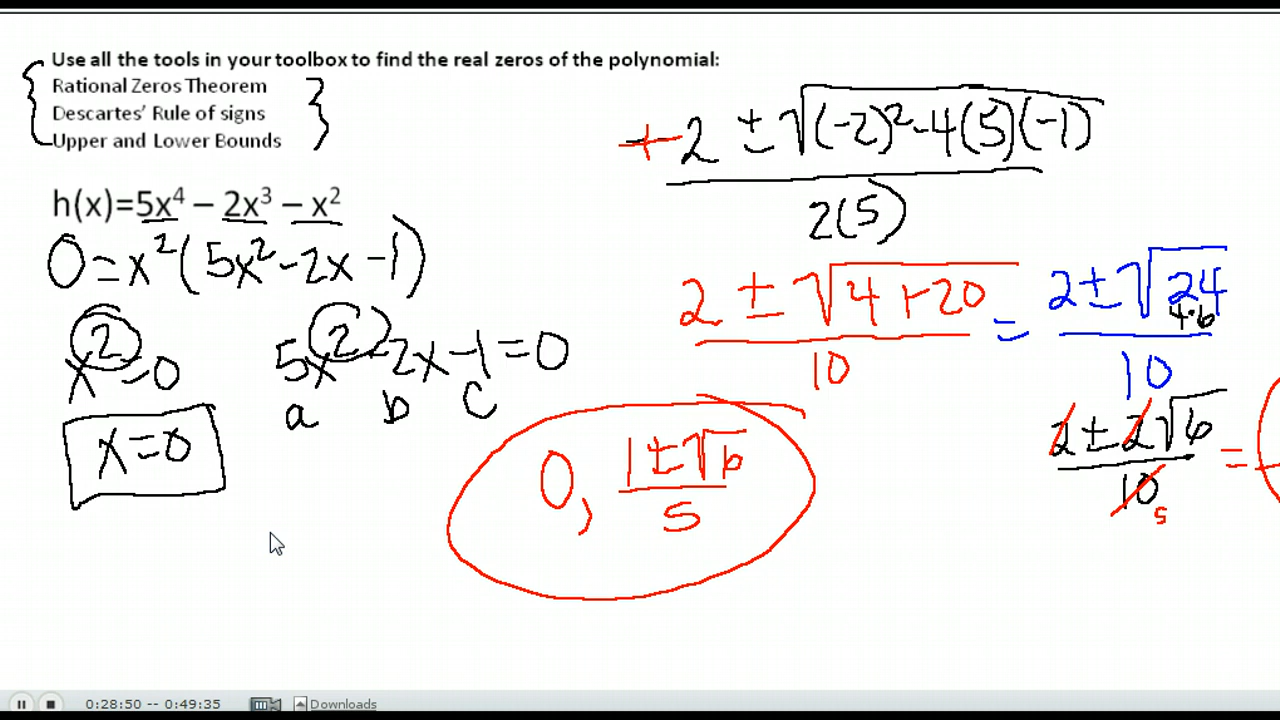 Use all the tools in your toolbox to find the real zeros of the polynomial:
Rational Zeros Theorem
Descartes' Rule of signs
Upper and Lower Bounds
h(x)=5x⁴ − 2x³ − x²
0 = x²(5x² - 2x - 1)
x² = 0
5x² - 2x - 1 = 0
a b c
x = 0
+2 ± √(-2)² - 4(5)(-1)
2(5)
2 ± √4 + 20
10
= 2 ± √24
4·6
10
2 ± 2√6
10
5
=
0, 1 ± √6
5
0:28:50 -- 0:49:35
Downloads